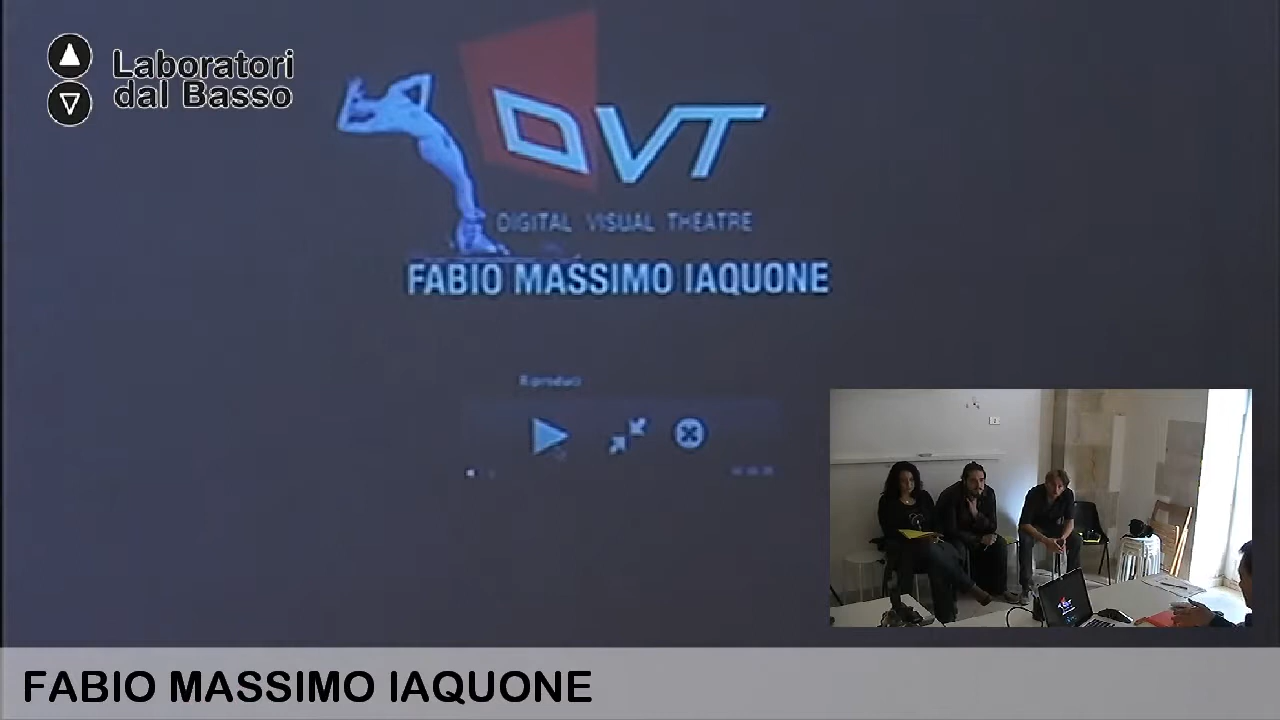 Laboratori
dal Basso
DVT
DIGITAL VISUAL THEATRE
FABIO MASSIMO IAQUONE
Riproduci
FABIO MASSIMO IAQUONE